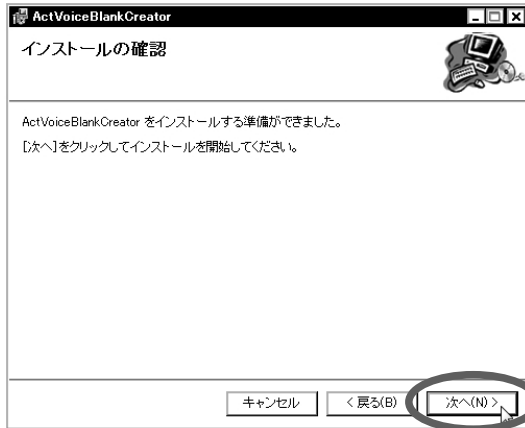 ActVoiceBlankCreator
インストールの確認
ActVoiceBlankCreator をインストールする準備ができました。
[次へ]をクリックしてインストールを開始してください。
キャンセル
< 戻る(B)
次へ(N) >